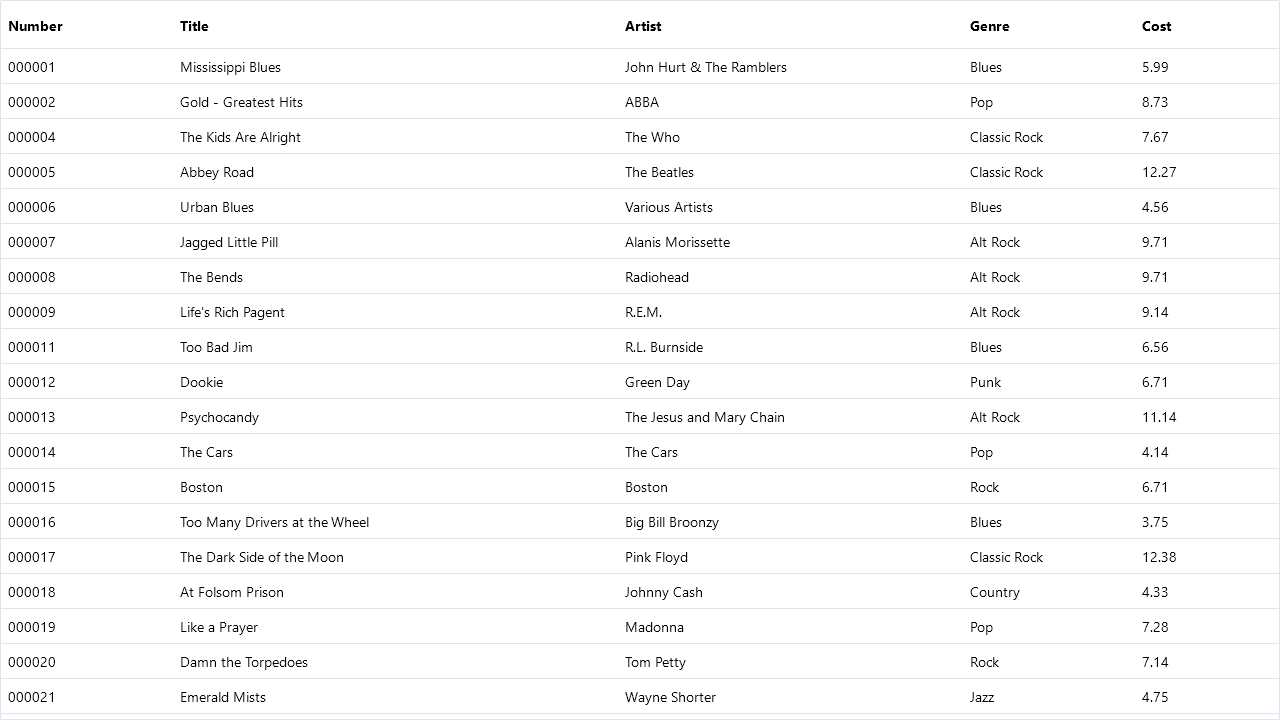 Number Title Artist Genre Cost
000001 Mississippi Blues John Hurt & The Ramblers Blues 5.99
000002 Gold - Greatest Hits ABBA Pop 8.73
000004 The Kids Are Alright The Who Classic Rock 7.67
000005 Abbey Road The Beatles Classic Rock 12.27
000006 Urban Blues Various Artists Blues 4.56
000007 Jagged Little Pill Alanis Morissette Alt Rock 9.71
000008 The Bends Radiohead Alt Rock 9.71
000009 Life's Rich Pagent R.E.M. Alt Rock 9.14
000011 Too Bad Jim R.L. Burnside Blues 6.56
000012 Dookie Green Day Punk 6.71
000013 Psychocandy The Jesus and Mary Chain Alt Rock 11.14
000014 The Cars The Cars Pop 4.14
000015 Boston Boston Rock 6.71
000016 Too Many Drivers at the Wheel Big Bill Broonzy Blues 3.75
000017 The Dark Side of the Moon Pink Floyd Classic Rock 12.38
000018 At Folsom Prison Johnny Cash Country 4.33
000019 Like a Prayer Madonna Pop 7.28
000020 Damn the Torpedoes Tom Petty Rock 7.14
000021 Emerald Mists Wayne Shorter Jazz 4.75